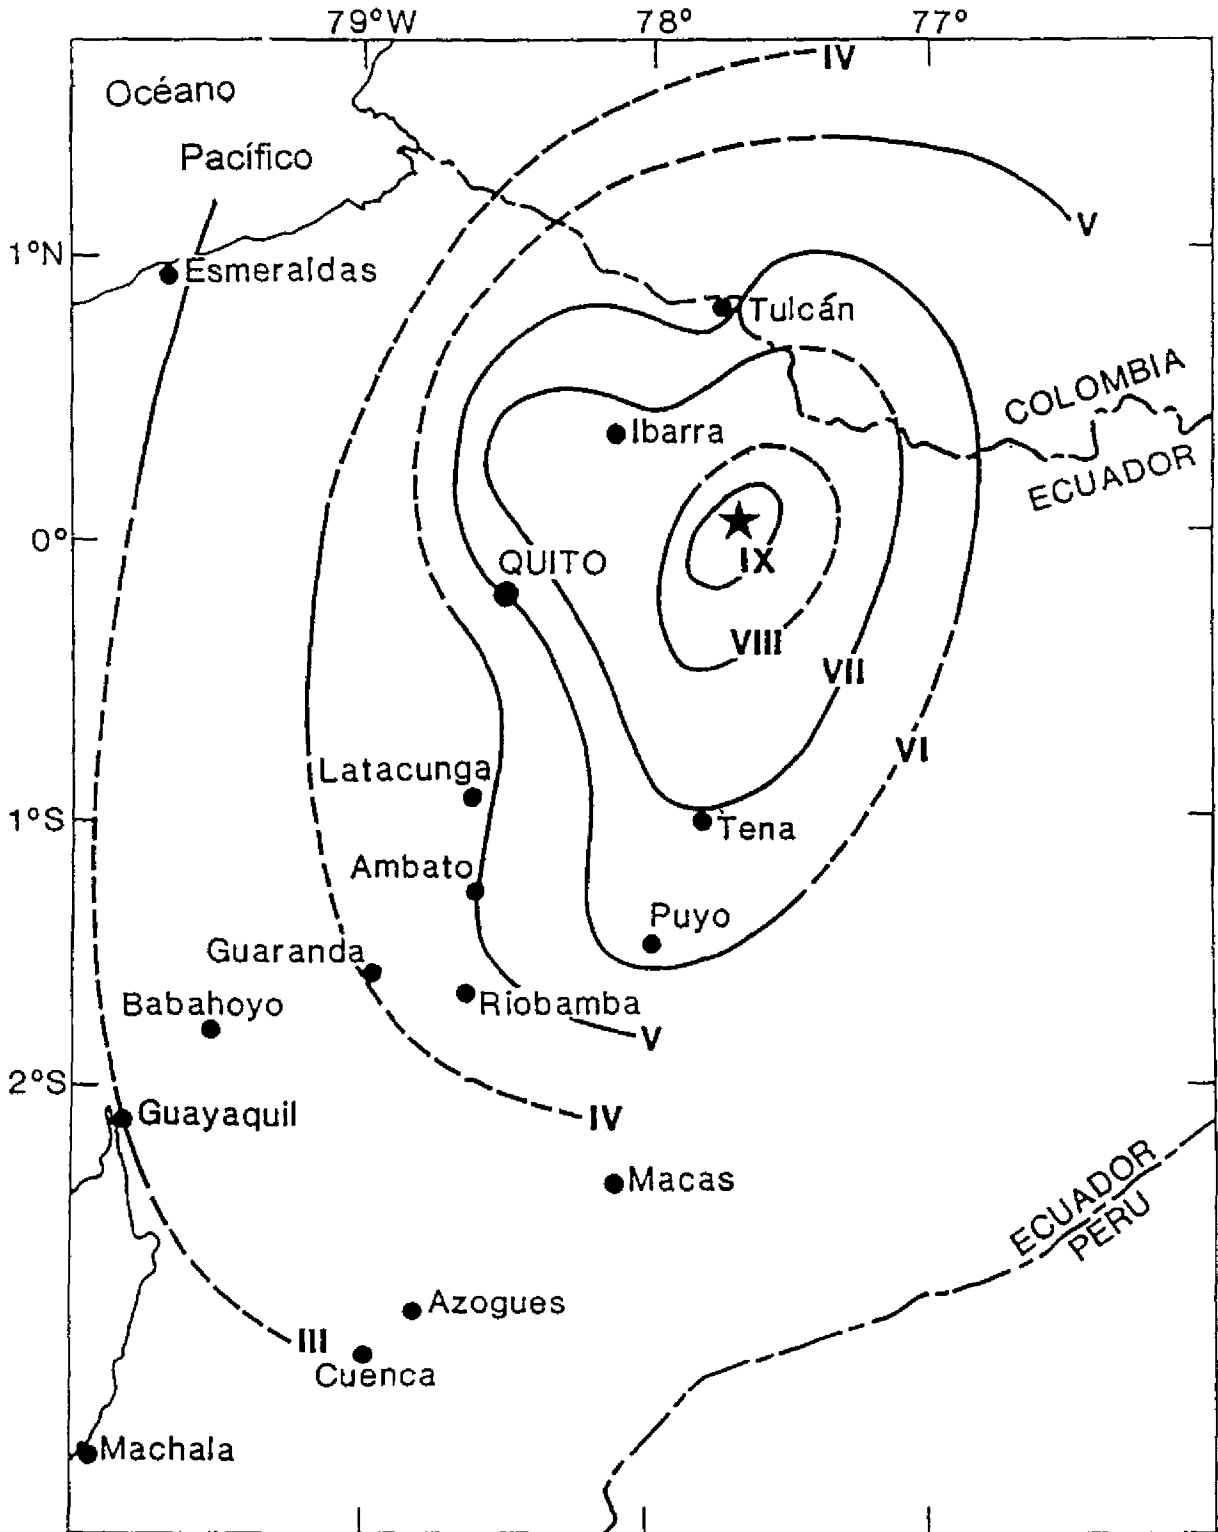 79°W 78° 77°
IV
Océano
Pacífico
V
1°N
Esmeraldas
Tulcán
COLOMBIA
ECUADOR
Ibarra
0°
QUITO
IX
VIII
VII
VI
Latacunga
1°S
Tena
Ambato
Puyo
Guaranda
Babahoyo
Riobamba
V
2°S
Guayaquil
IV
Macas
ECUADOR
PERU
Azogues
III
Cuenca
Machala